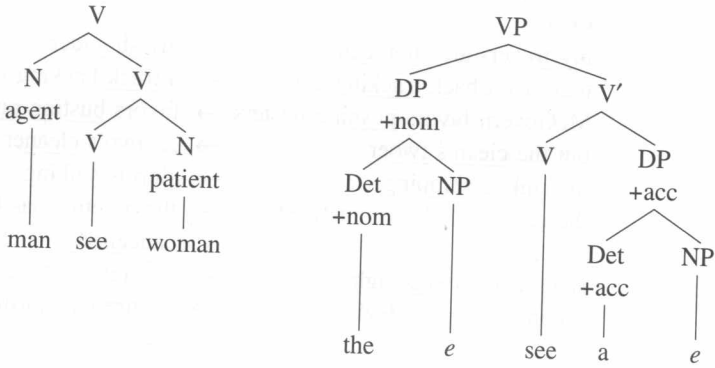 V
N V
agent
V N
patient
man see woman
VP
DP V′
+nom
V DP
Det NP +acc
+nom
Det NP
+acc
the e see a e